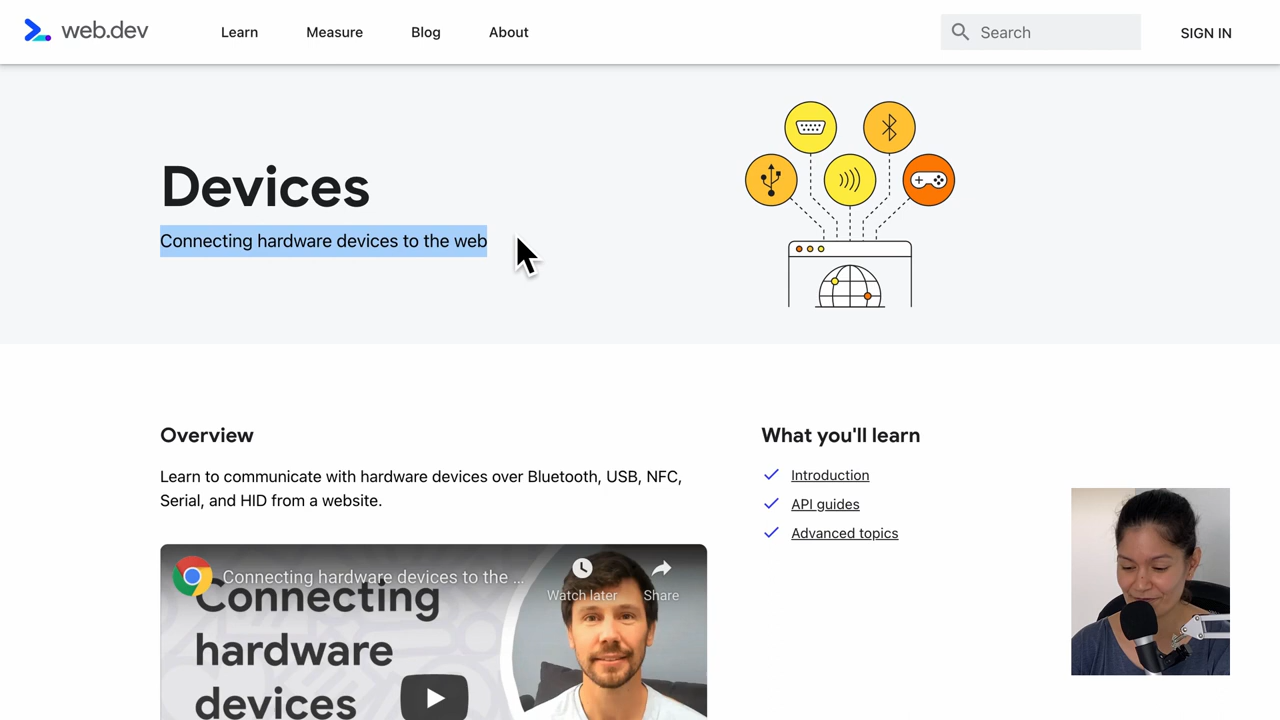 web.dev
Learn
Measure
Blog
About
Search
SIGN IN
Devices
Connecting hardware devices to the web
Overview
Learn to communicate with hardware devices over Bluetooth, USB, NFC,
Serial, and HID from a website.
What you'll learn
Introduction
API guides
Advanced topics
Connecting hardware devices to the ...
Watch later
Share
Connecting
hardware
devices